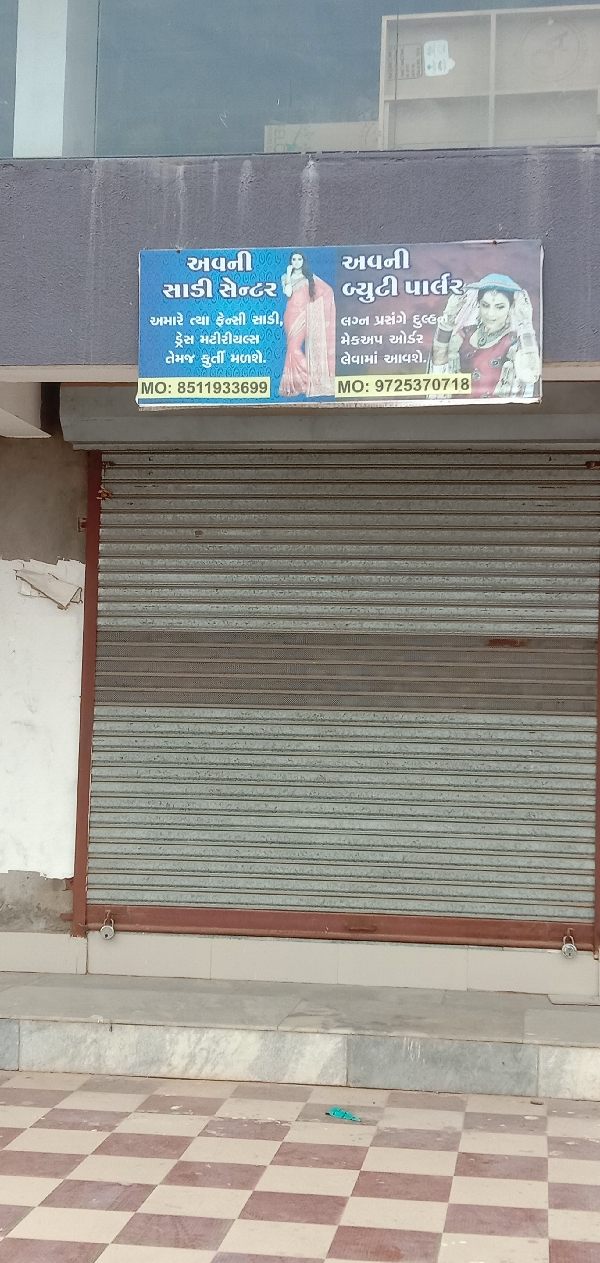 અવની
સાડી સેન્ટર
અમારે ત્યા ફેન્સી સાડી,
ડ્રેસ મટીરીયલ્સ
તેમજ કુર્તી મળશે.
MO: 8511933699
અવની
બ્યુટી પાર્લર
લગ્ન પ્રસંગે દુલ્હન
મેકઅપ ઓર્ડર
લેવામાં આવશે.
MO: 9725370718